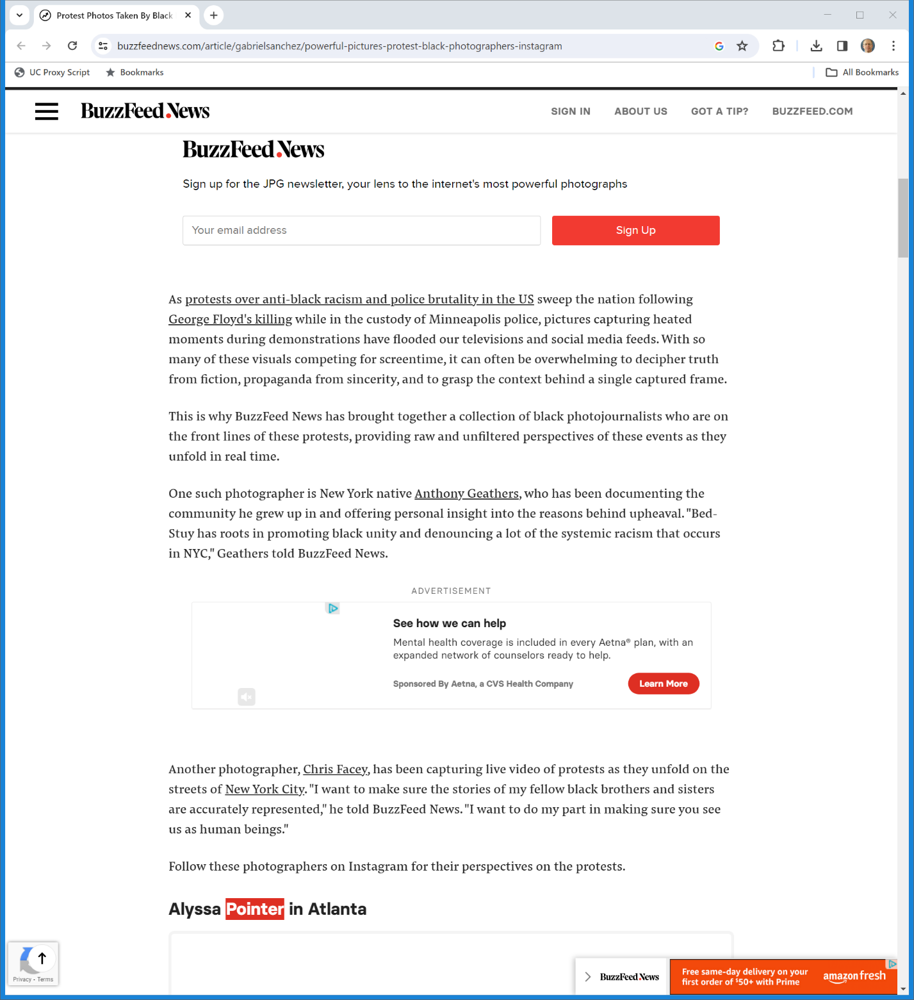 Protest Photos Taken By Black
buzzfeednews.com/article/gabrielsanchez/powerful-pictures-protest-black-photographers-instagram
UC Proxy Script
Bookmarks
All Bookmarks
BuzzFeed News
SIGN IN
ABOUT US
GOT A TIP?
BUZZFEED.COM
BuzzFeed News
Sign up for the JPG newsletter, your lens to the internet's most powerful photographs
Your email address
Sign Up
As protests over anti-black racism and police brutality in the US sweep the nation following
George Floyd's killing while in the custody of Minneapolis police, pictures capturing heated
moments during demonstrations have flooded our televisions and social media feeds. With so
many of these visuals competing for screentime, it can often be overwhelming to decipher truth
from fiction, propaganda from sincerity, and to grasp the context behind a single captured frame.
This is why BuzzFeed News has brought together a collection of black photojournalists who are on
the front lines of these protests, providing raw and unfiltered perspectives of these events as they
unfold in real time.
One such photographer is New York native Anthony Geathers, who has been documenting the
community he grew up in and offering personal insight into the reasons behind upheaval. "Bed-
Stuy has roots in promoting black unity and denouncing a lot of the systemic racism that occurs
in NYC," Geathers told BuzzFeed News.
ADVERTISEMENT
See how we can help
Mental health coverage is included in every Aetna® plan, with an
expanded network of counselors ready to help.
Sponsored By Aetna, a CVS Health Company
Learn More
Another photographer, Chris Facey, has been capturing live video of protests as they unfold on the
streets of New York City. "I want to make sure the stories of my fellow black brothers and sisters
are accurately represented," he told BuzzFeed News. "I want to do my part in making sure you see
us as human beings."
Follow these photographers on Instagram for their perspectives on the protests.
Alyssa Pointer in Atlanta
Privacy - Terms
BuzzFeed News
Free same-day delivery on your
first order of $50+ with Prime
amazonfresh